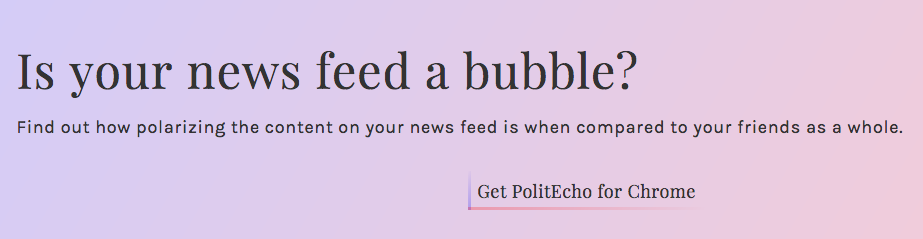 Is your news feed a bubble?
Find out how polarizing the content on your news feed is when compared to your friends as a whole.
Get PolitEcho for Chrome